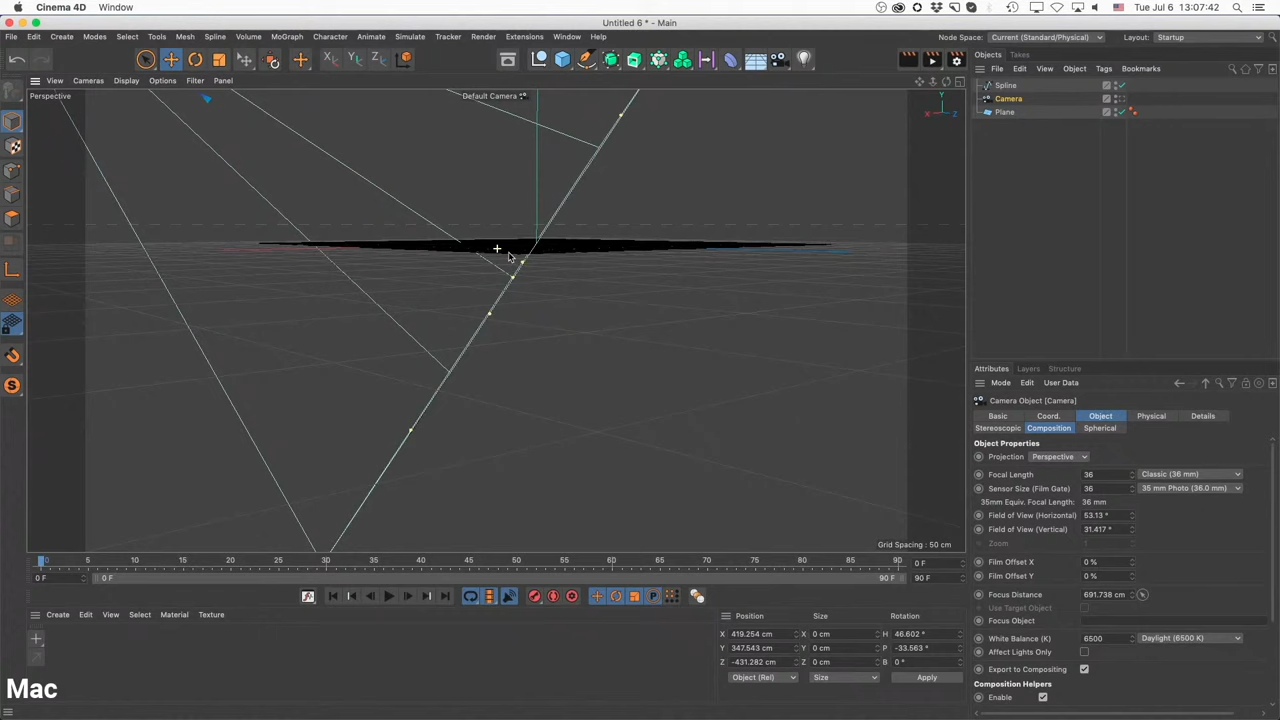 Cinema 4D Window Tue Jul 6 13:07:42
Untitled 6 * - Main
File Edit Create Modes Select Tools Mesh Spline Volume MoGraph Character Animate Simulate Tracker Render Extensions Window Help Node Space: Current (Standard/Physical) Layout: Startup
X Y Z
Objects Takes
View Cameras Display Options Filter Panel
File Edit View Object Tags Bookmarks
Perspective
Default Camera
Spline
Camera
Plane
Y
X Z
Attributes Layers Structure
Mode Edit User Data
Camera Object [Camera]
Basic Coord. Object Physical Details
Stereoscopic Composition Spherical
Object Properties
Projection Perspective
Focal Length 36 Classic (36 mm)
Sensor Size (Film Gate) 36 35 mm Photo (36.0 mm)
35mm Equiv. Focal Length: 36 mm
Field of View (Horizontal) 53.13 °
Field of View (Vertical) 31.417 °
Zoom 1
Film Offset X 0 %
Film Offset Y 0 %
Focus Distance 691.738 cm
Use Target Object
Focus Object
White Balance (K) 6500 Daylight (6500 K)
Affect Lights Only
Export to Compositing
Composition Helpers
Enable
Grid Spacing : 50 cm
0 5 10 15 20 25 30 35 40 45 50 55 60 65 70 75 80 85 90 0 F
0 F 0 F 90 F 90 F
Create Edit View Select Material Texture
Position Size Rotation
X 419.254 cm X 0 cm H 46.602 °
Y 347.543 cm Y 0 cm P -33.563 °
Z -431.282 cm Z 0 cm B 0 °
Object (Rel) Size Apply
Mac